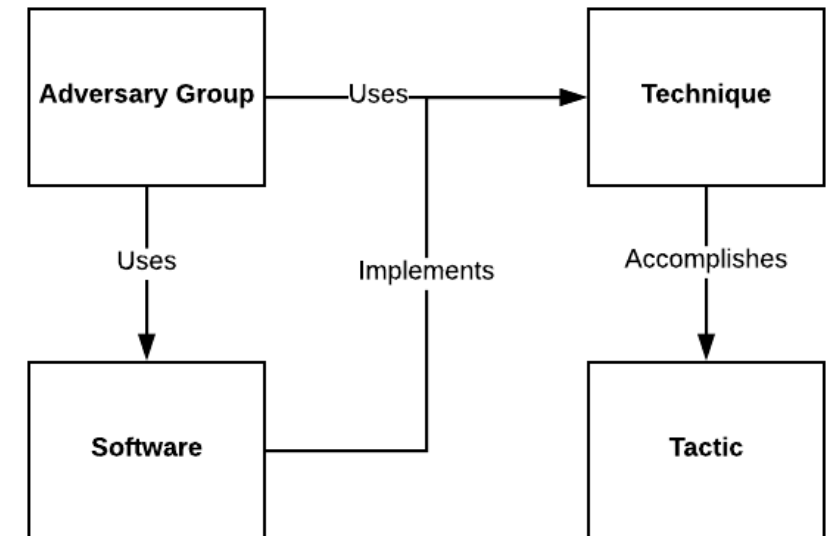 Adversary Group
Uses
Technique
Uses
Implements
Accomplishes
Software
Tactic